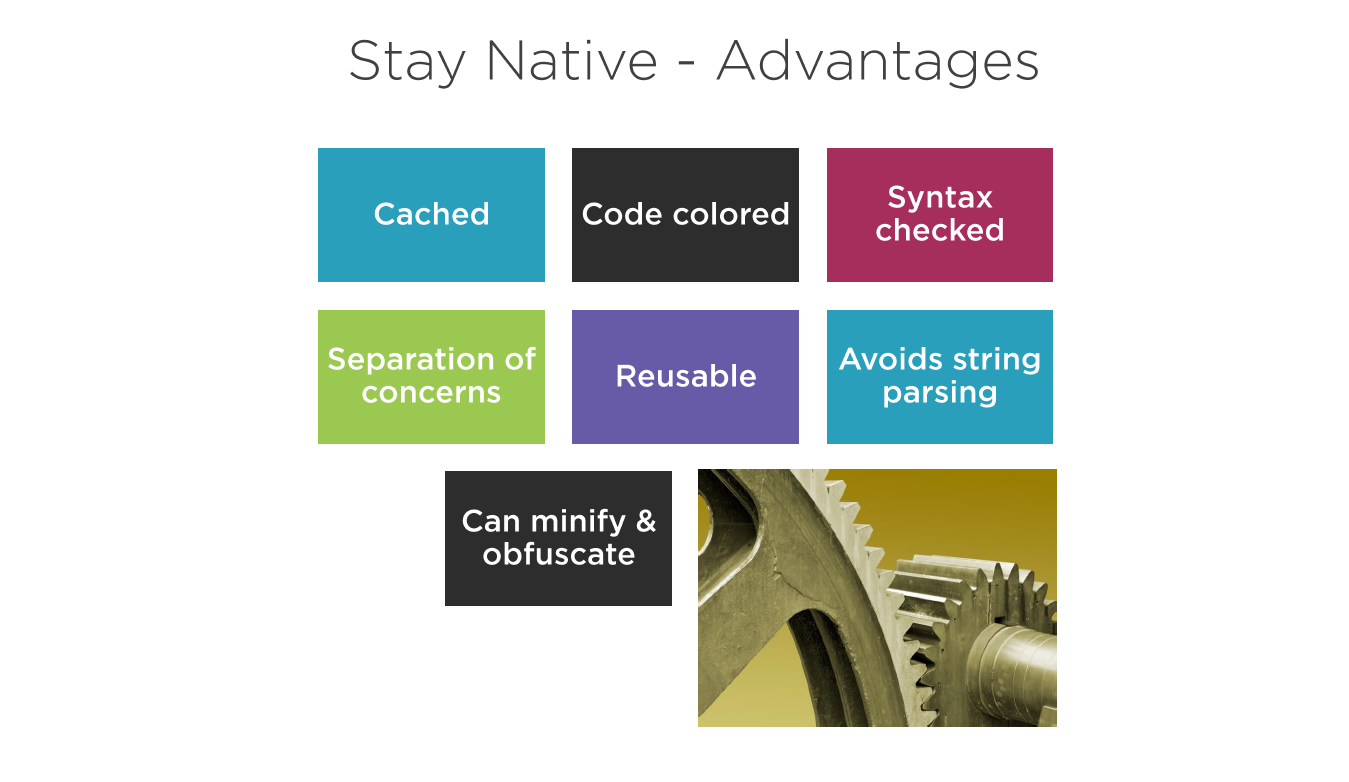 Stay Native - Advantages
Cached
Code colored
Syntax
checked
Separation of
concerns
Reusable
Avoids string
parsing
Can minify &
obfuscate